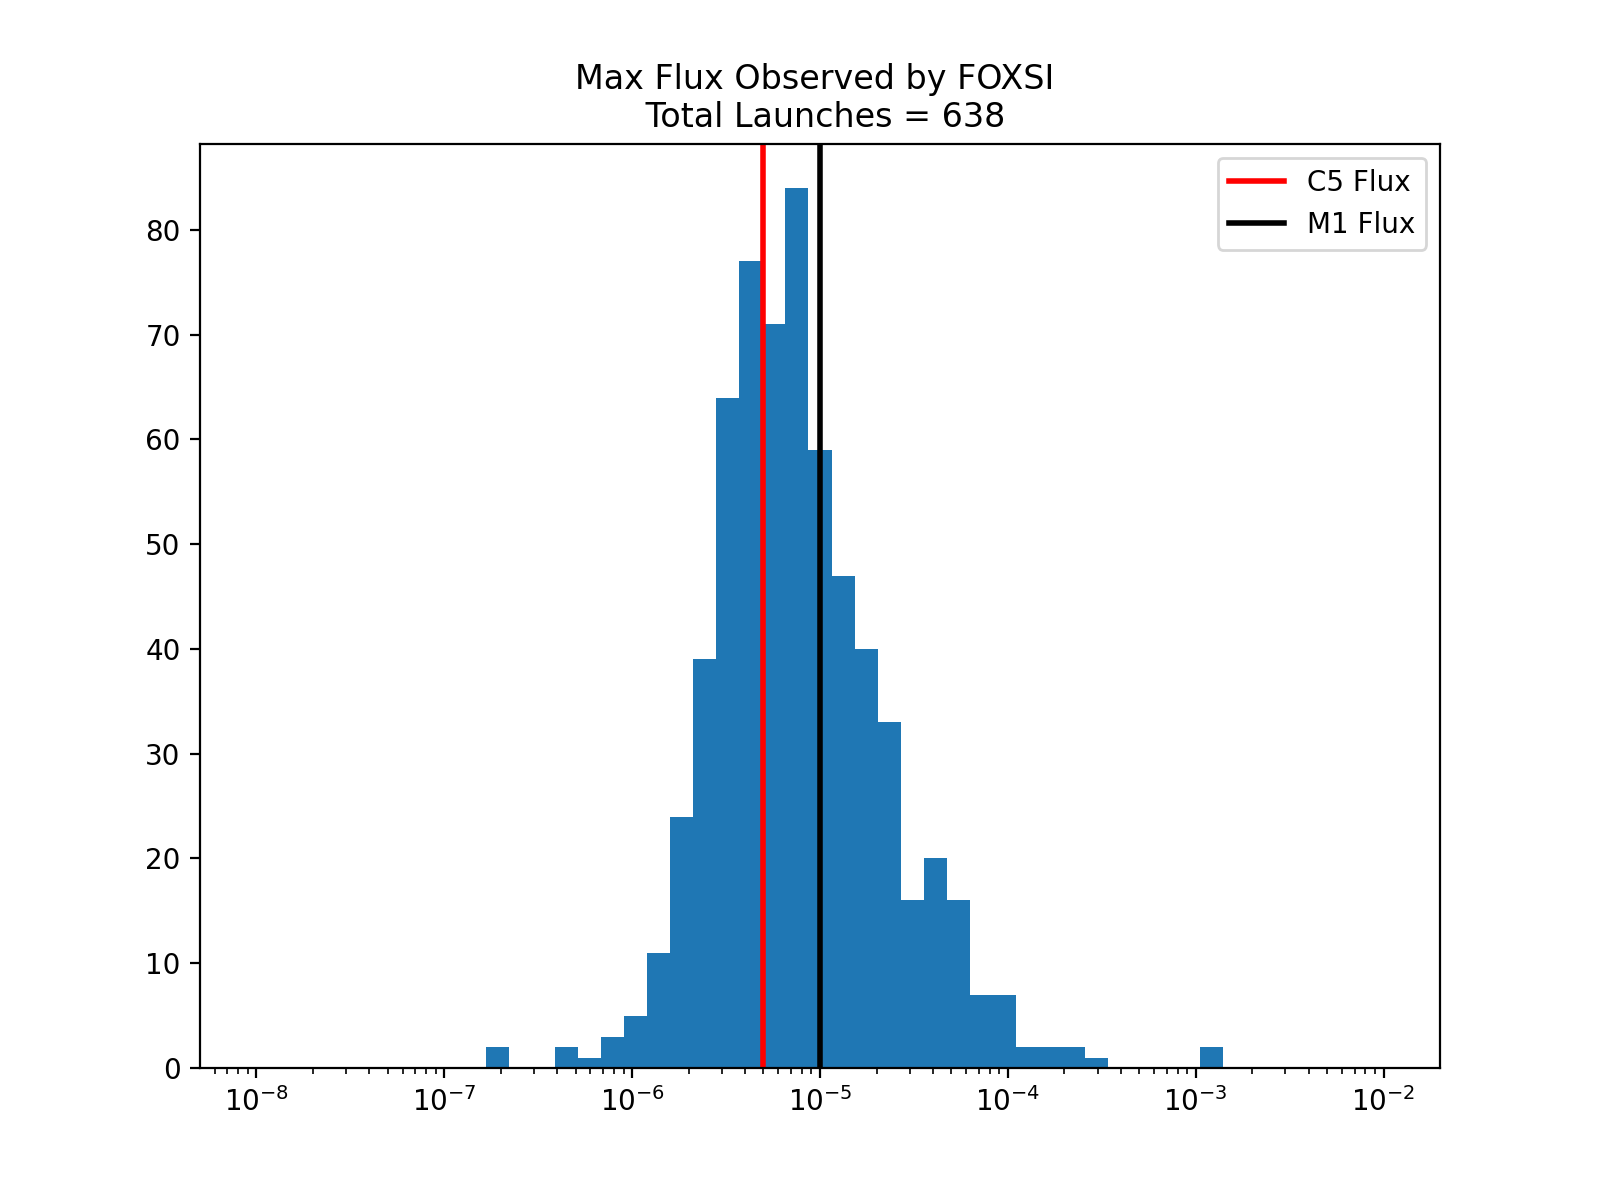 Max Flux Observed by FOXSI
Total Launches = 638
C5 Flux
M1 Flux
80
70
60
50
40
30
20
10
0
10⁻⁸ 10⁻⁷ 10⁻⁶ 10⁻⁵ 10⁻⁴ 10⁻³ 10⁻²